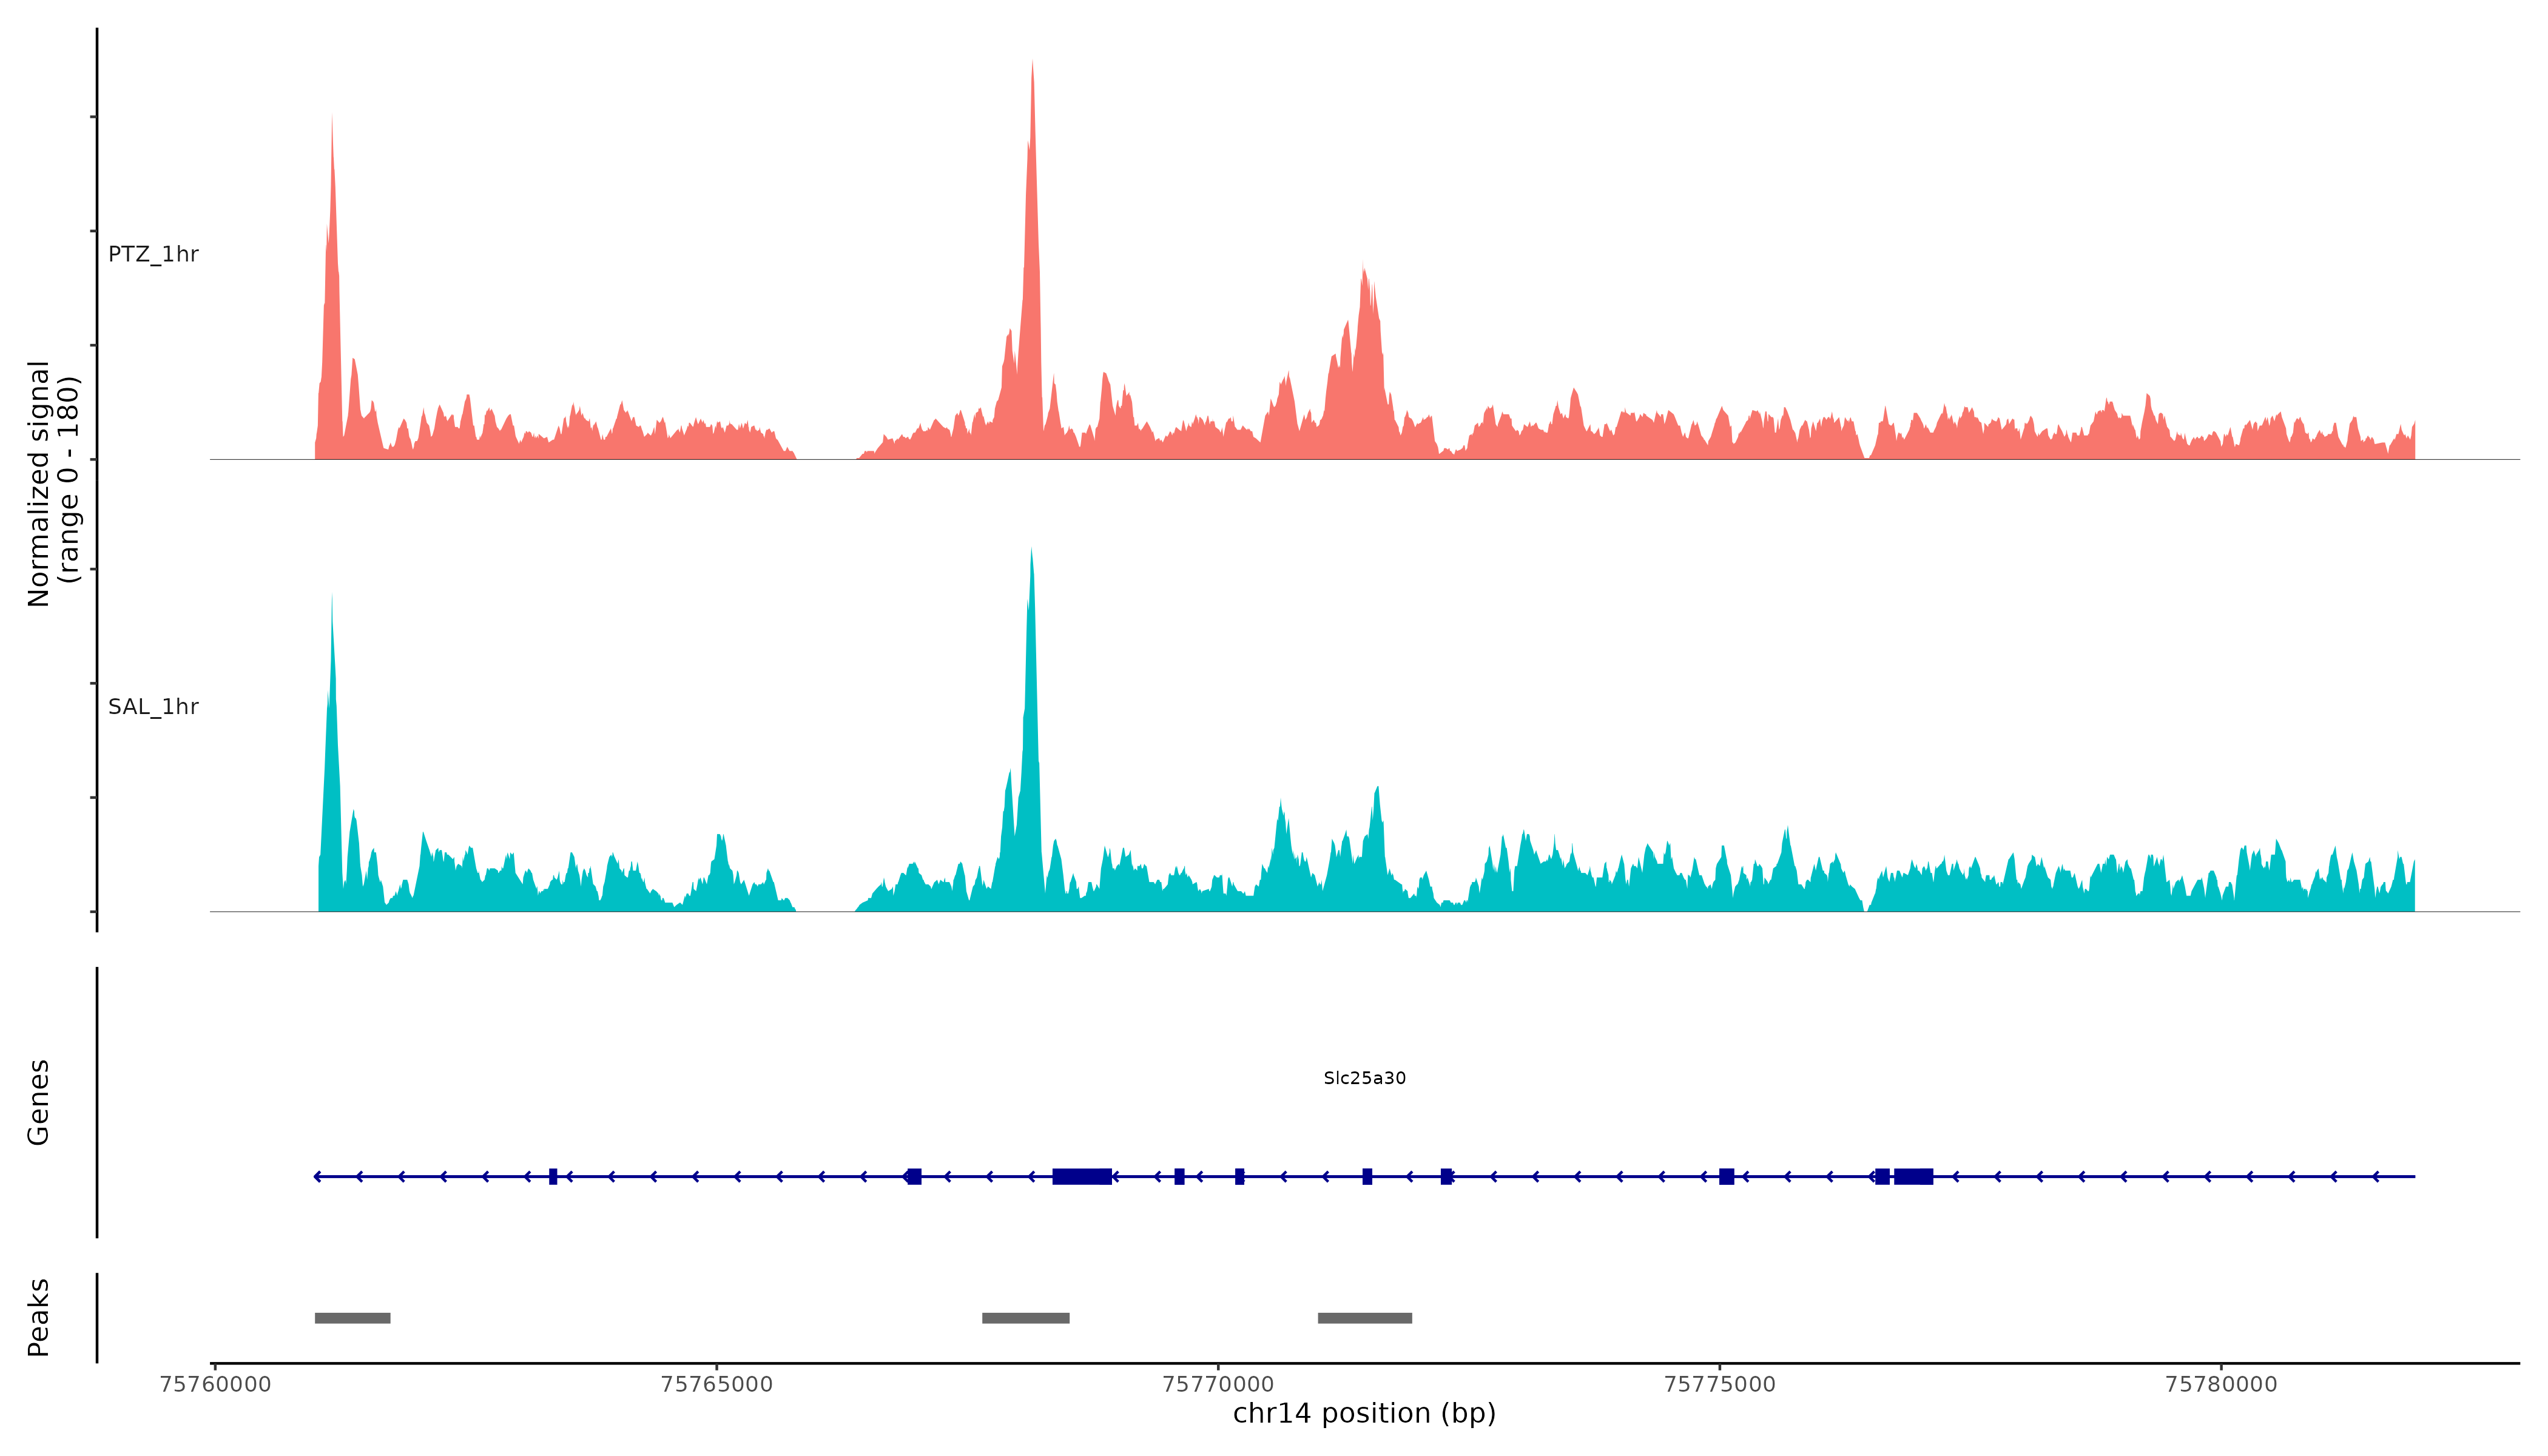 Normalized signal
(range 0 - 180)
PTZ_1hr
SAL_1hr
Genes
Slc25a30
Peaks
75760000 75765000 75770000 75775000 75780000
chr14 position (bp)